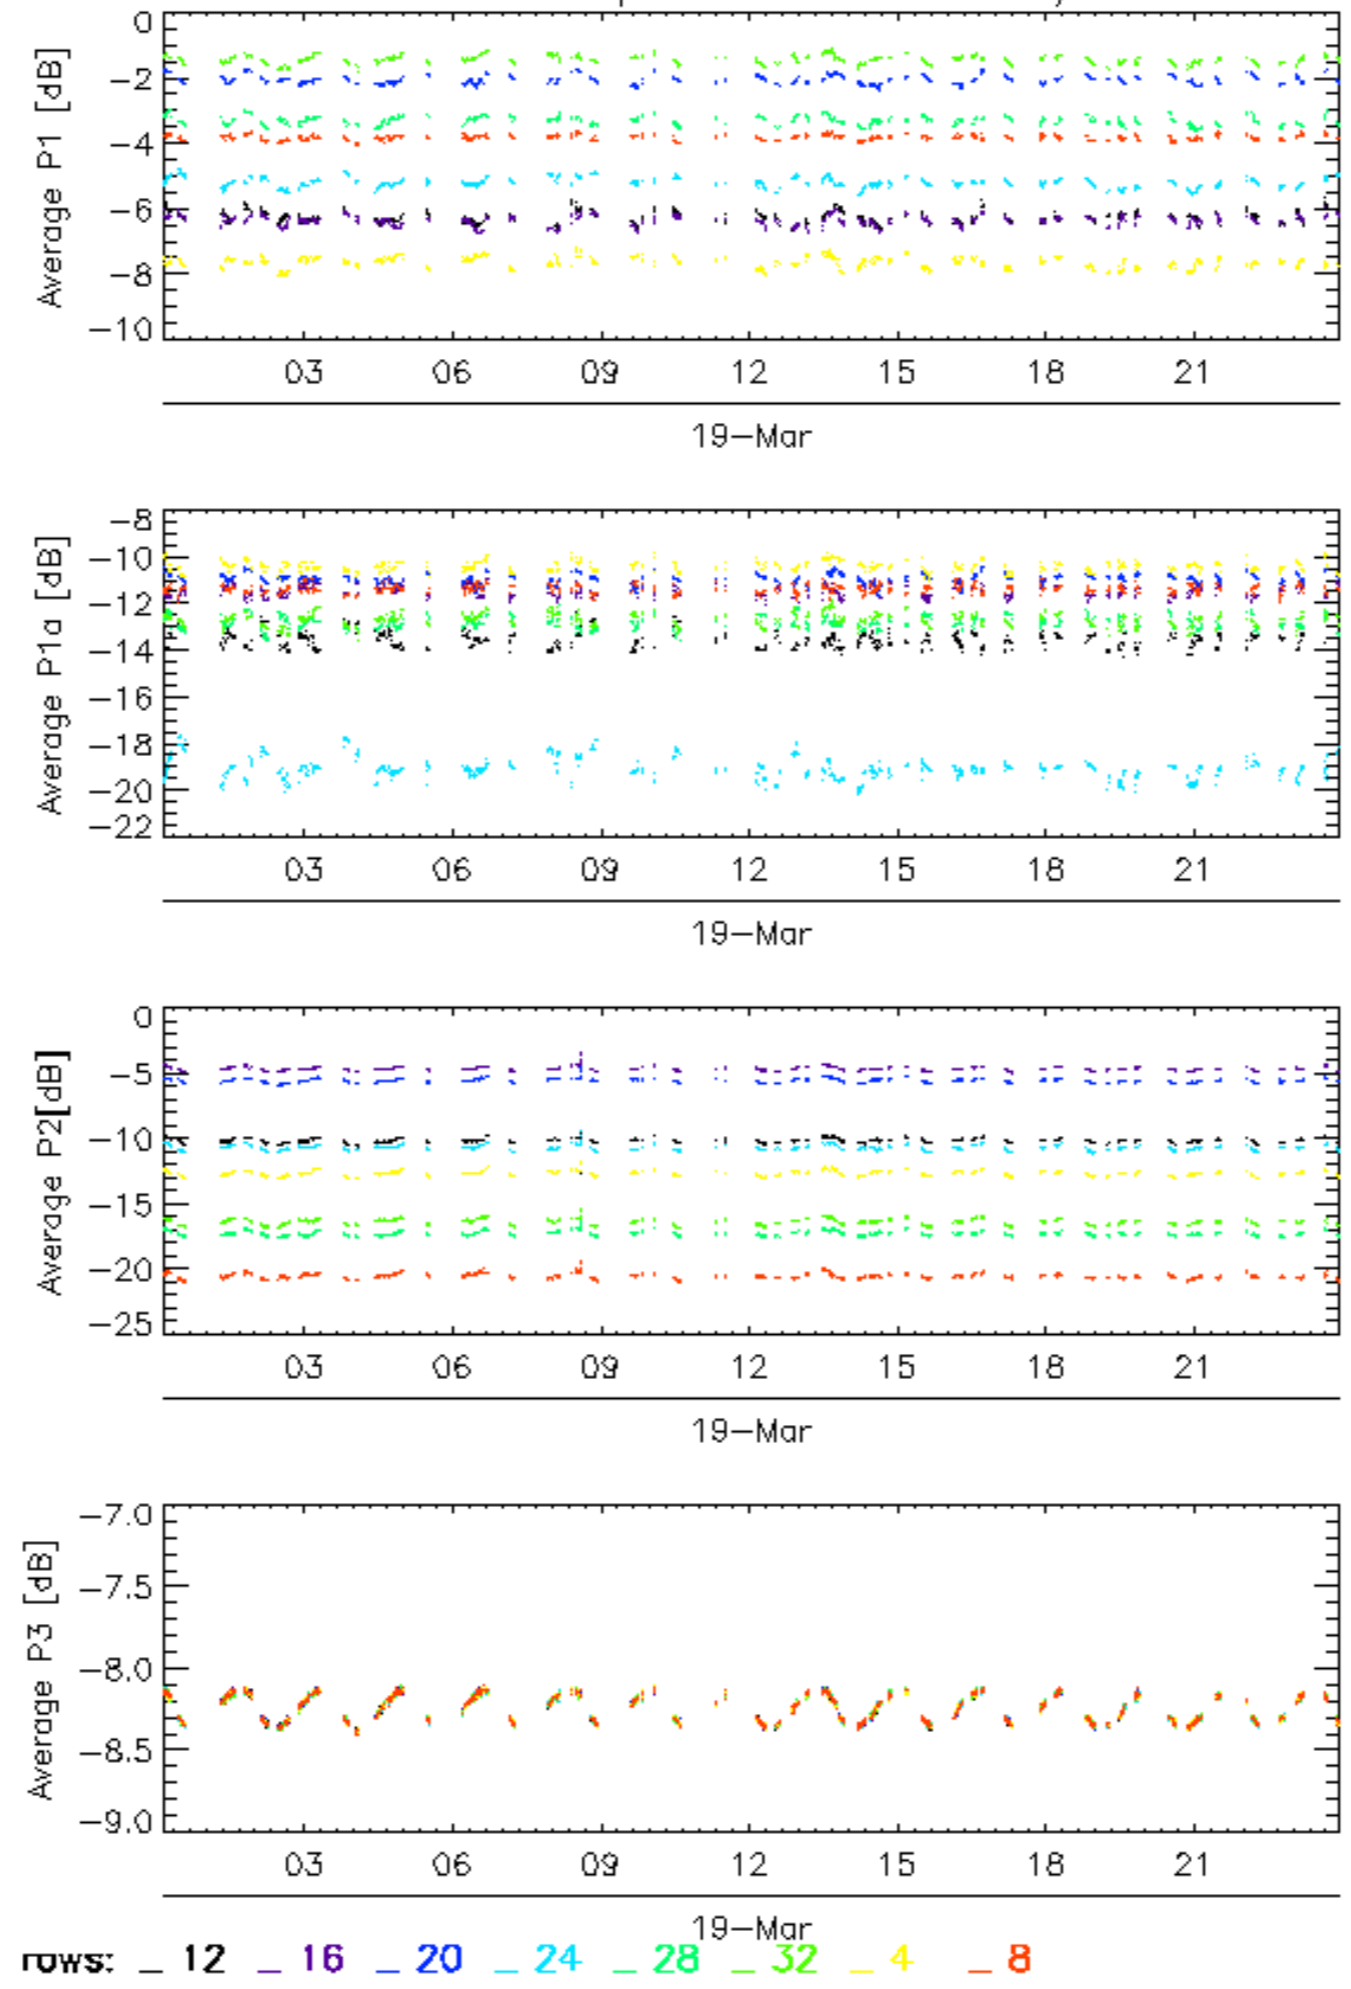 0
−2
−4
−6
−8
−10
Average P1 [dB]
03 06 09 12 15 18 21
19−Mar
−8
−10
−12
−14
−16
−18
−20
−22
Average P1a [dB]
03 06 09 12 15 18 21
19−Mar
0
−5
−10
−15
−20
−25
Average P2[dB]
03 06 09 12 15 18 21
19−Mar
−7.0
−7.5
−8.0
−8.5
−9.0
Average P3 [dB]
03 06 09 12 15 18 21
19−Mar
rows: _ 12 _ 16 _ 20 _ 24 _ 28 _ 32 _ 4 _ 8